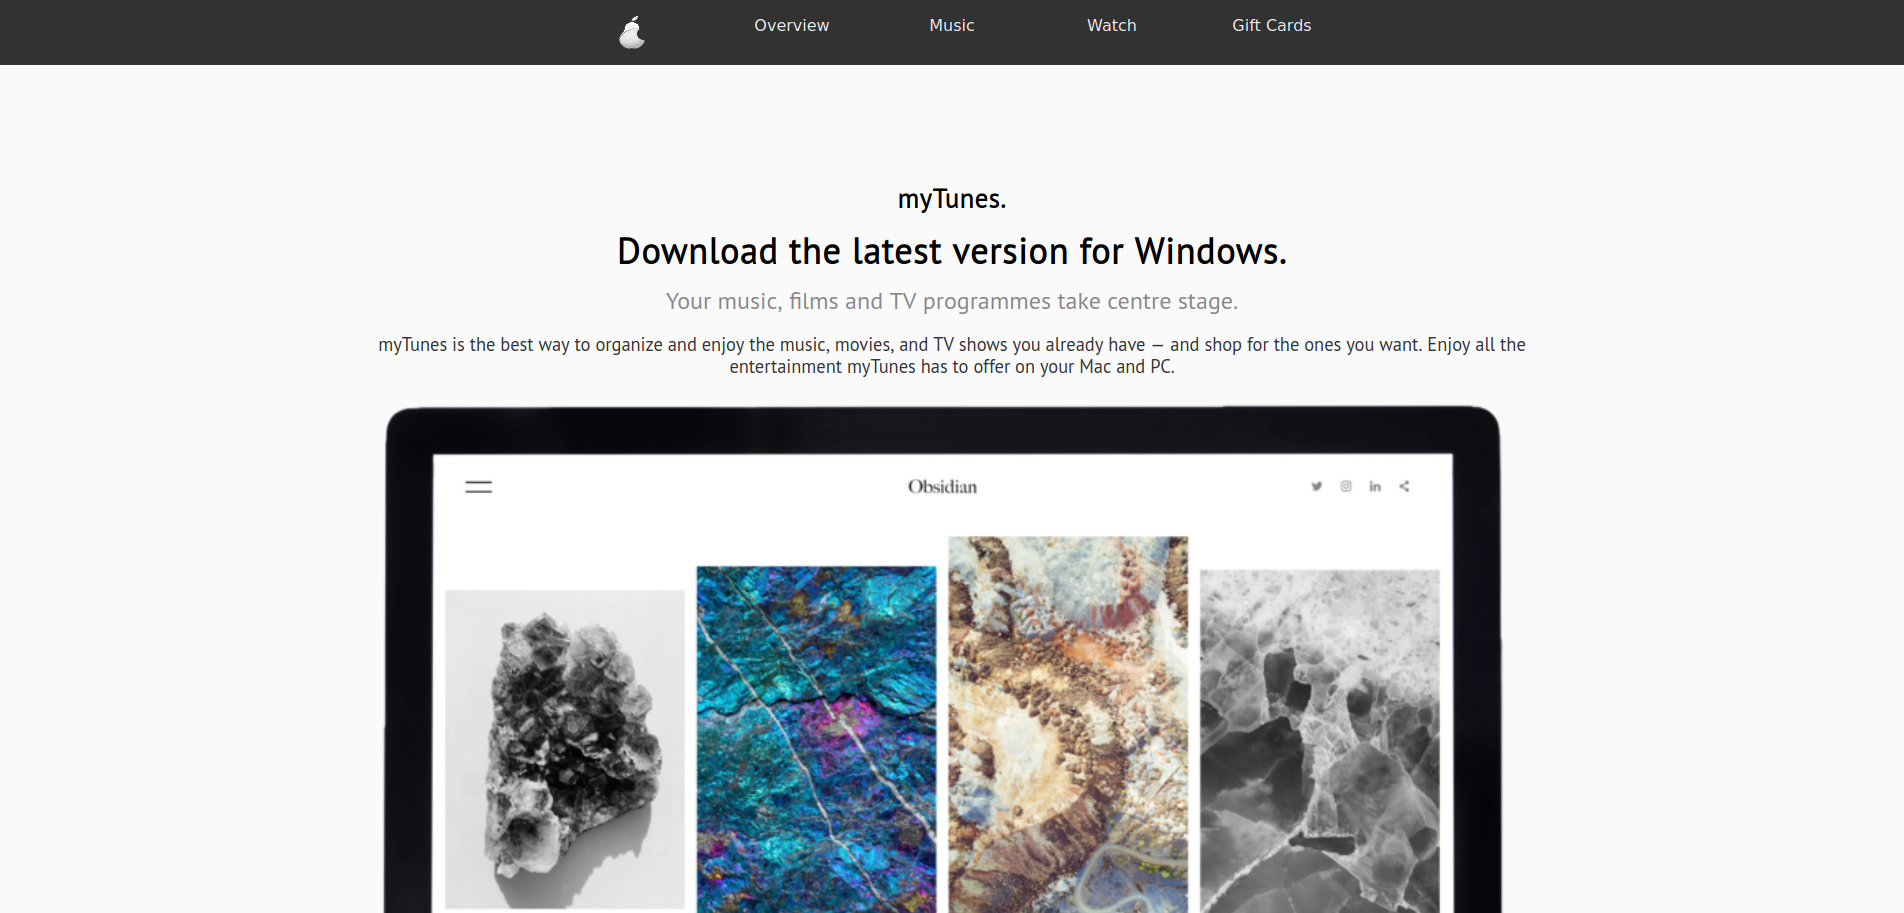 Overview Music Watch Gift Cards
myTunes.
Download the latest version for Windows.
Your music, films and TV programmes take centre stage.
myTunes is the best way to organize and enjoy the music, movies, and TV shows you already have — and shop for the ones you want. Enjoy all the
entertainment myTunes has to offer on your Mac and PC.
Obsidian